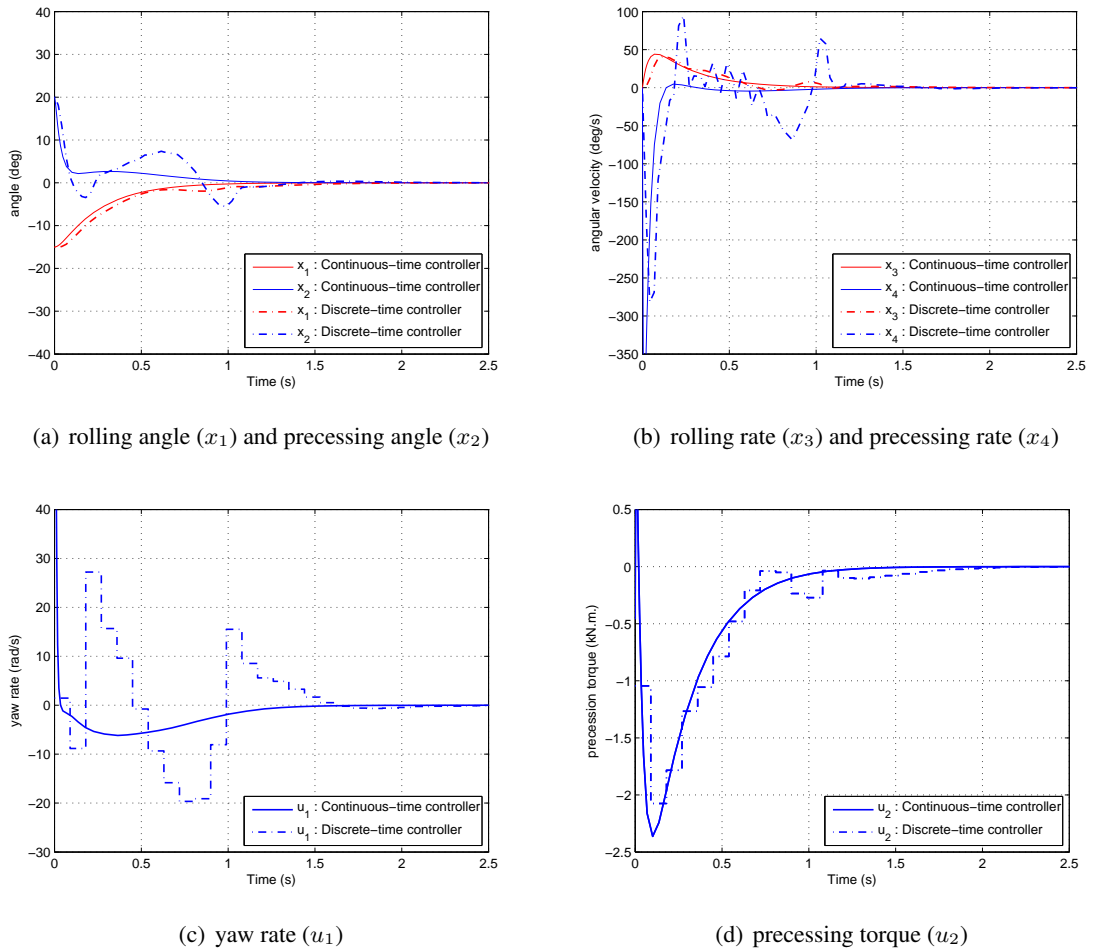 40
30
20
10
0
−10
−20
−30
−40
angle (deg)
0
0.5
1
1.5
2
2.5
Time (s)
x1 : Continuous−time controller
x2 : Continuous−time controller
x1 : Discrete−time controller
x2 : Discrete−time controller
(a) rolling angle (x1) and precessing angle (x2)
100
50
0
−50
−100
−150
−200
−250
−300
−350
angular velocity (deg/s)
0
0.5
1
1.5
2
2.5
Time (s)
x3 : Continuous−time controller
x4 : Continuous−time controller
x3 : Discrete−time controller
x4 : Discrete−time controller
(b) rolling rate (x3) and precessing rate (x4)
40
30
20
10
0
−10
−20
−30
yaw rate (rad/s)
0
0.5
1
1.5
2
2.5
Time (s)
u1 : Continuous−time controller
u1 : Discrete−time controller
(c) yaw rate (u1)
0.5
0
−0.5
−1
−1.5
−2
−2.5
precession torque (kN.m.)
0
0.5
1
1.5
2
2.5
Time (s)
u2 : Continuous−time controller
u2 : Discrete−time controller
(d) precessing torque (u2)